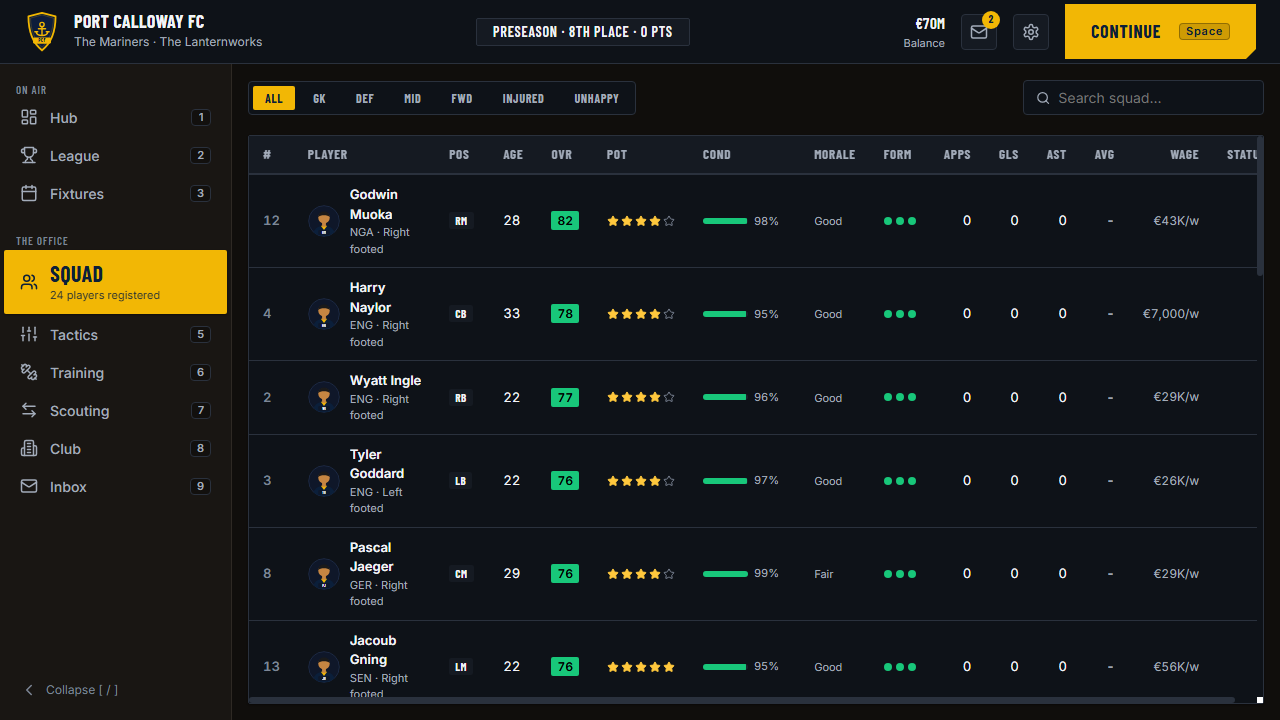 PORT CALLOWAY FC
The Mariners · The Lanternworks
PRESEASON · 8TH PLACE · 0 PTS
€70M
Balance
2
CONTINUE Space
ON AIR
Hub 1
League 2
Fixtures 3
THE OFFICE
SQUAD
24 players registered
Tactics 5
Training 6
Scouting 7
Club 8
Inbox 9
Collapse [ / ]
ALL GK DEF MID FWD INJURED UNHAPPY
Search squad...
# PLAYER POS AGE OVR POT COND MORALE FORM APPS GLS AST AVG WAGE STATU
12 Godwin Muoka RM 28 82 98% Good 0 0 0 - €43K/w
NGA · Right footed
4 Harry Naylor CB 33 78 95% Good 0 0 0 - €7,000/w
ENG · Right footed
2 Wyatt Ingle RB 22 77 96% Good 0 0 0 - €29K/w
ENG · Right footed
3 Tyler Goddard LB 22 76 97% Good 0 0 0 - €26K/w
ENG · Left footed
8 Pascal Jaeger CM 29 76 99% Fair 0 0 0 - €29K/w
GER · Right footed
13 Jacoub Gning LM 22 76 95% Good 0 0 0 - €56K/w
SEN · Right footed